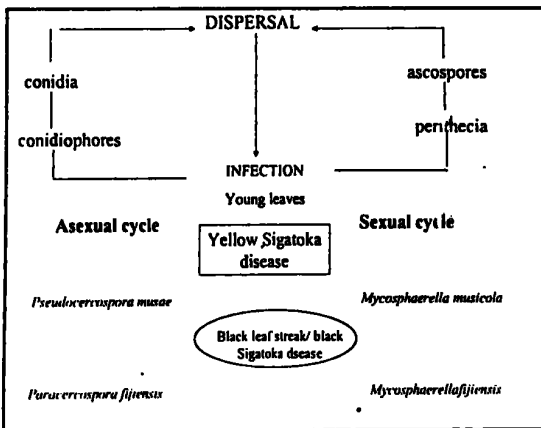 DISPERSAL
conidia
ascospores
conidiophores
perithecia
INFECTION
Young leaves
Asexual cycle
Sexual cycle
Yellow Sigatoka
disease
Pseudocercospora musae
Mycosphaerella musicola
Black leaf streak/ black
Sigatoka dsease
Paracercospora fijiensis
Mycosphaerellafijiensis